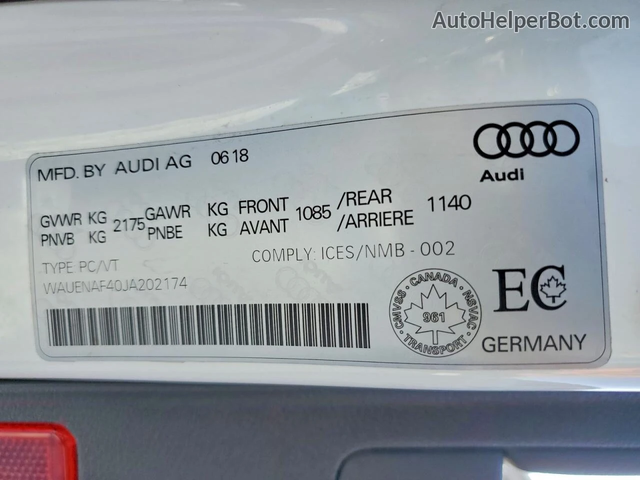 AutoHelperBot.com
MFD. BY AUDI AG 0618
Audi
GVWR KG 2175 GAWR KG FRONT 1085 /REAR 1140
PNVB KG PNBE KG AVANT /ARRIERE
COMPLY: ICES/NMB - 002
TYPE PC/VT
WAUENAF40JA202174
CANADA
CMVSS NSVAC
961
TRANSPORT
EC
GERMANY